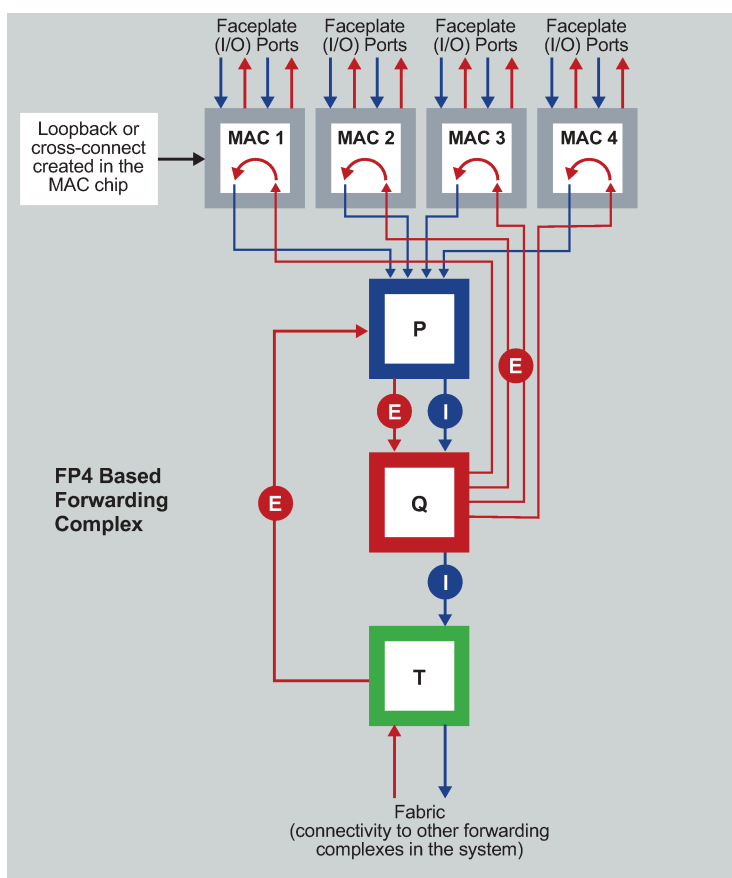 Faceplate
(I/O) Ports
Faceplate
(I/O) Ports
Faceplate
(I/O) Ports
Faceplate
(I/O) Ports
Loopback or
cross-connect
created in the
MAC chip
MAC 1
MAC 2
MAC 3
MAC 4
P
E
E
I
FP4 Based
Forwarding
Complex
E
Q
I
T
Fabric
(connectivity to other forwarding
complexes in the system)